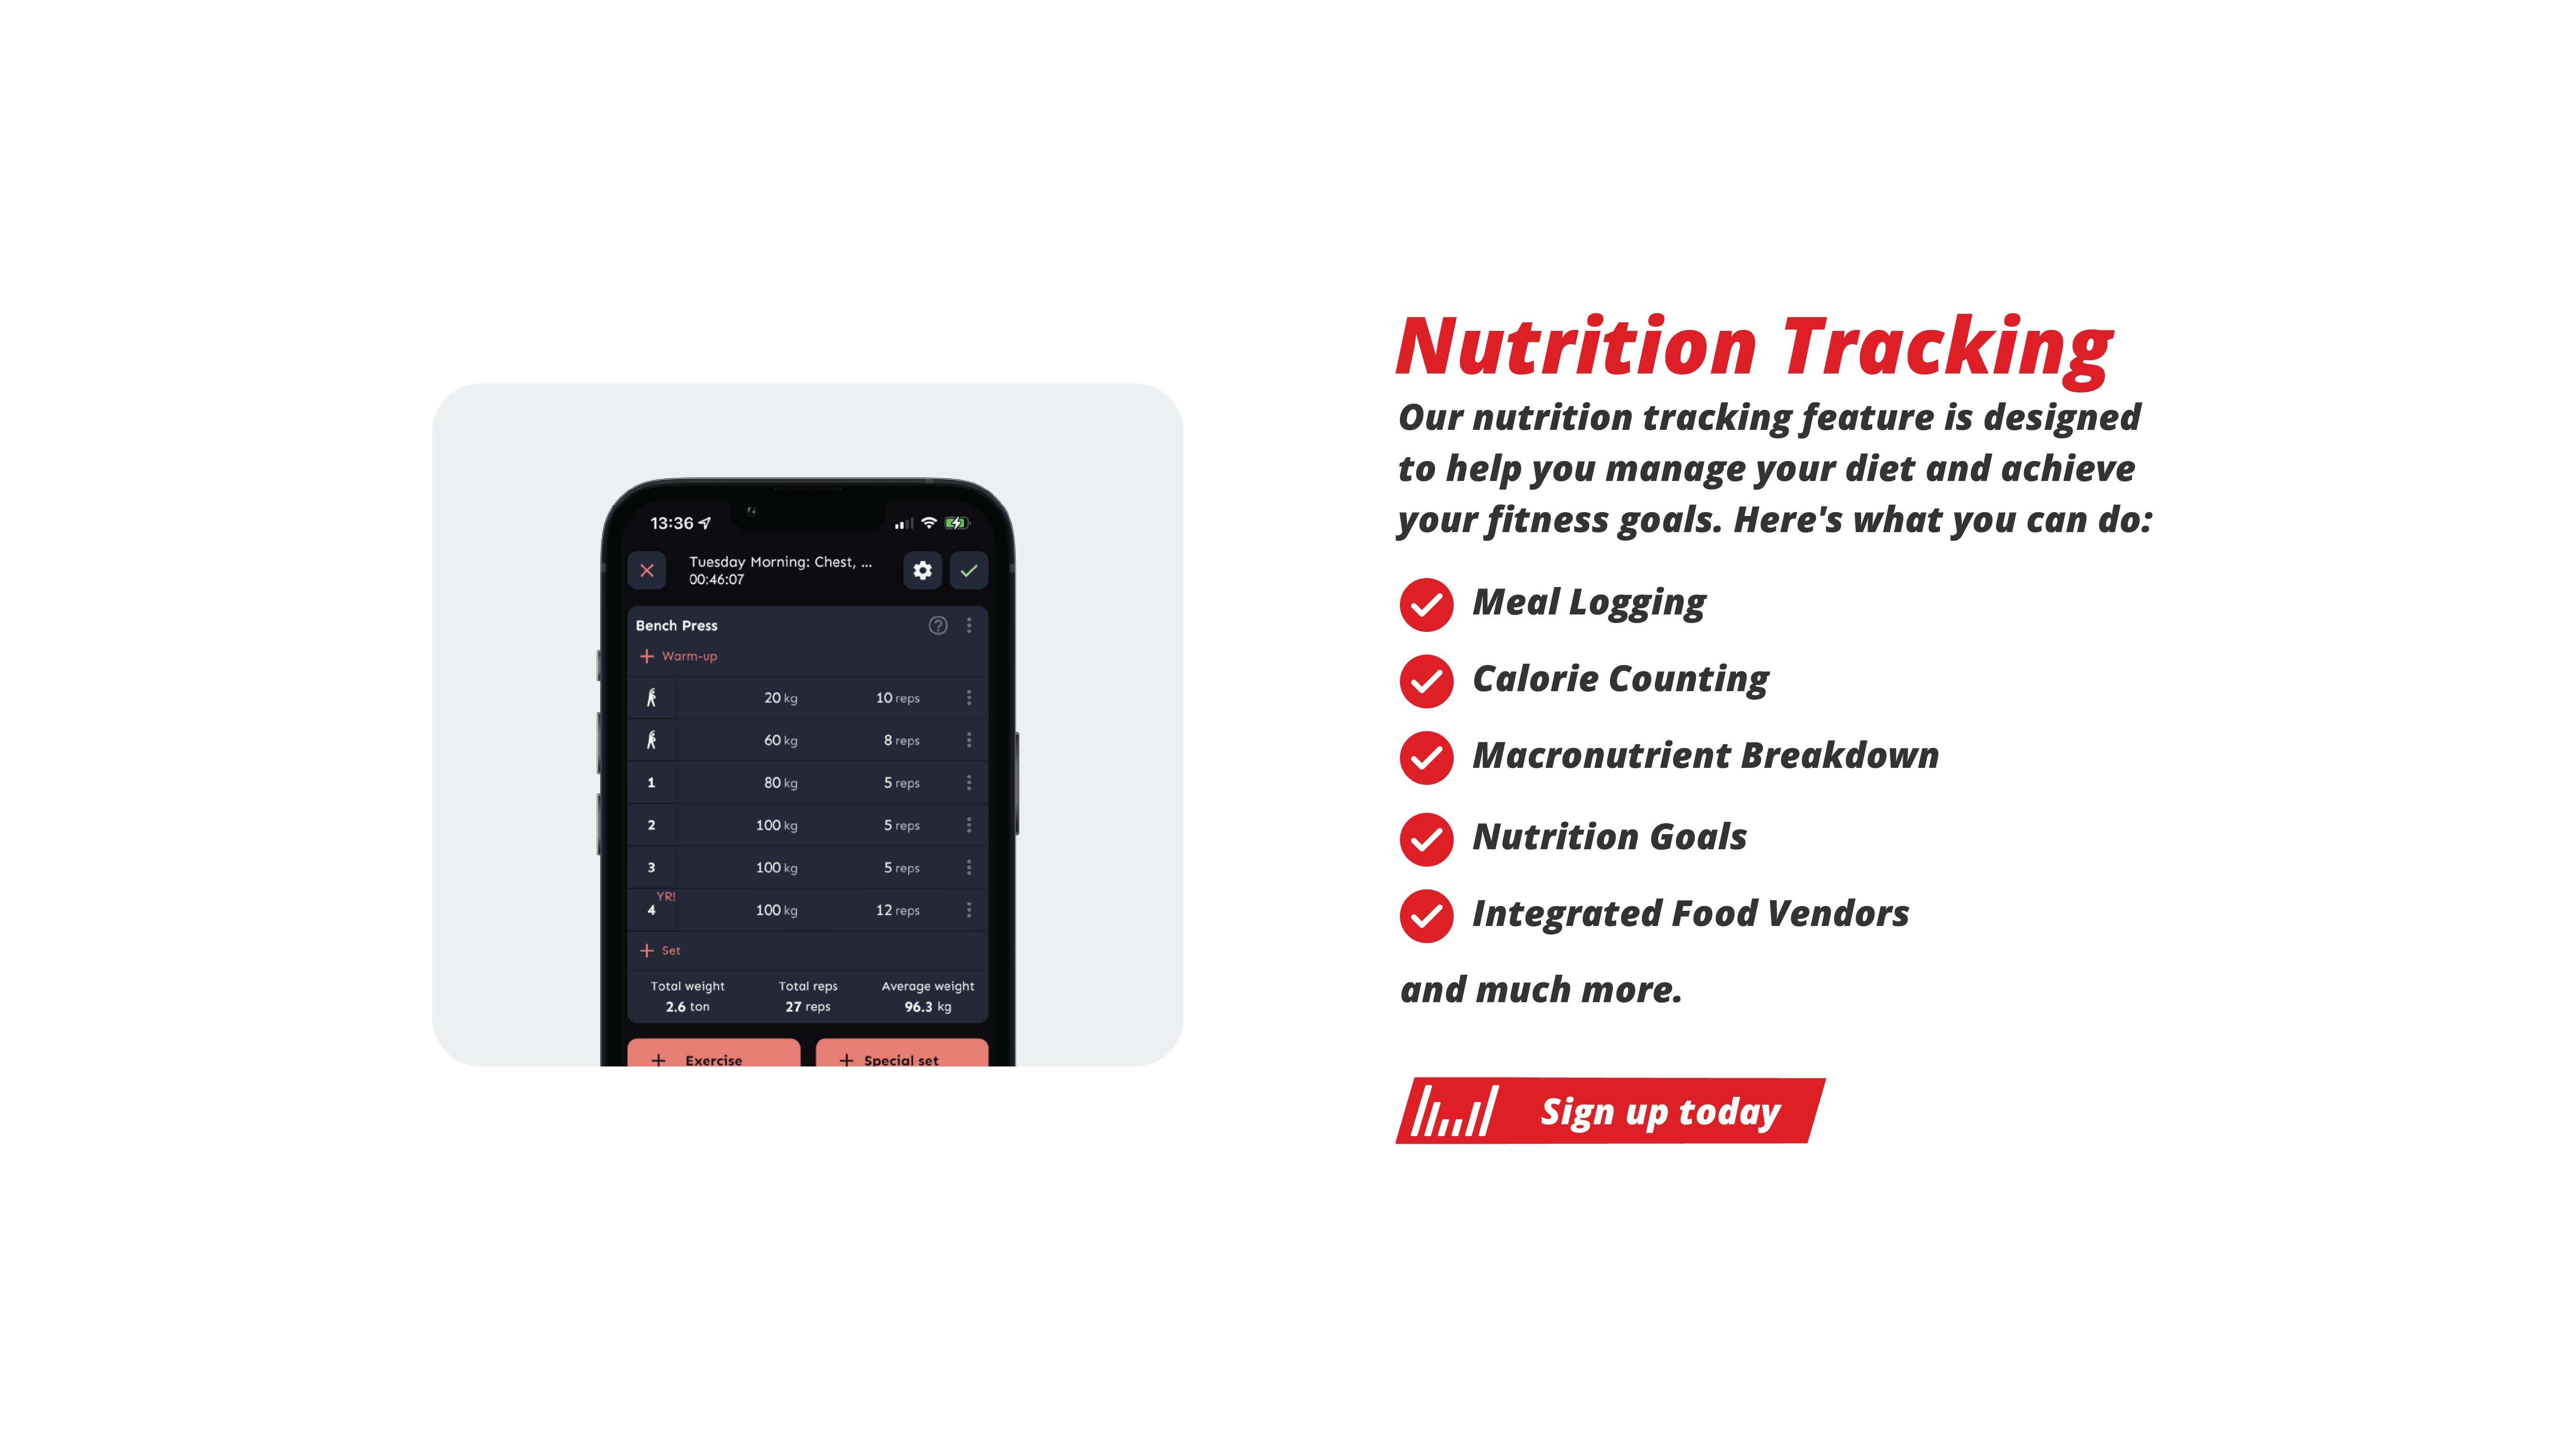 13:36
Tuesday Morning: Chest, ...
00:46:07
Bench Press
+ Warm-up
20 kg 10 reps
60 kg 8 reps
1 80 kg 5 reps
2 100 kg 5 reps
3 100 kg 5 reps
YR!
4 100 kg 12 reps
+ Set
Total weight Total reps Average weight
2.6 ton 27 reps 96.3 kg
+ Exercise + Special set
Nutrition Tracking
Our nutrition tracking feature is designed
to help you manage your diet and achieve
your fitness goals. Here's what you can do:
Meal Logging
Calorie Counting
Macronutrient Breakdown
Nutrition Goals
Integrated Food Vendors
and much more.
Sign up today